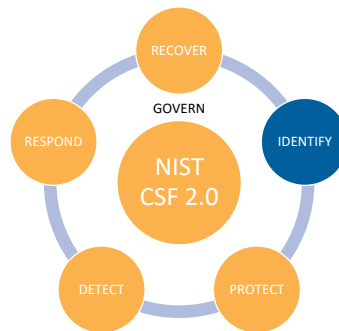 RECOVER
GOVERN
RESPOND
IDENTIFY
NIST
CSF 2.0
DETECT
PROTECT